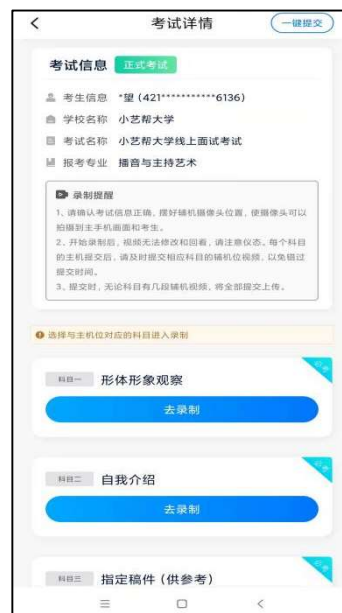 考试详情
一键提交
考试信息 正式考试
考生信息 *望 (421***********6136)
学校名称 小艺帮大学
考试名称 小艺帮大学线上面试考试
报考专业 播音与主持艺术
录制提醒
1、请确认考试信息正确，摆好辅机摄像头位置，使摄像头可以
拍摄到主手机画面和考生。
2、开始录制后，视频无法修改和回看，请注意仪态。每个科目
的主机提交后，请及时提交相应科目的辅机位视频，以免错过
提交时间。
3、提交时，无论科目有几段辅机视频，将全部提交上传。
选择与主机位对应的科目进入录制
科目一 形体形象观察
必考
去录制
科目二 自我介绍
必考
去录制
科目三 指定稿件 (供参考)
必考